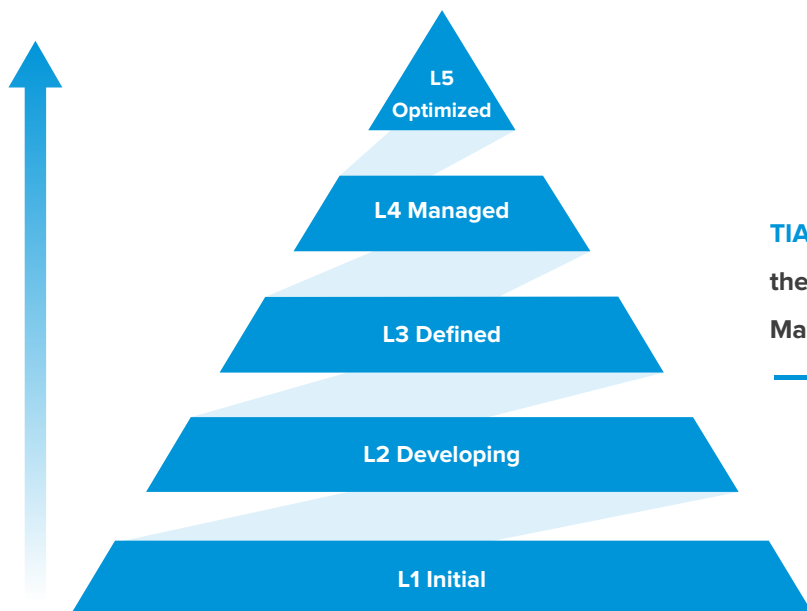 L5
Optimized
L4 Managed
TIA
the
L3 Defined
Ma
L2 Developing
L1 Initial